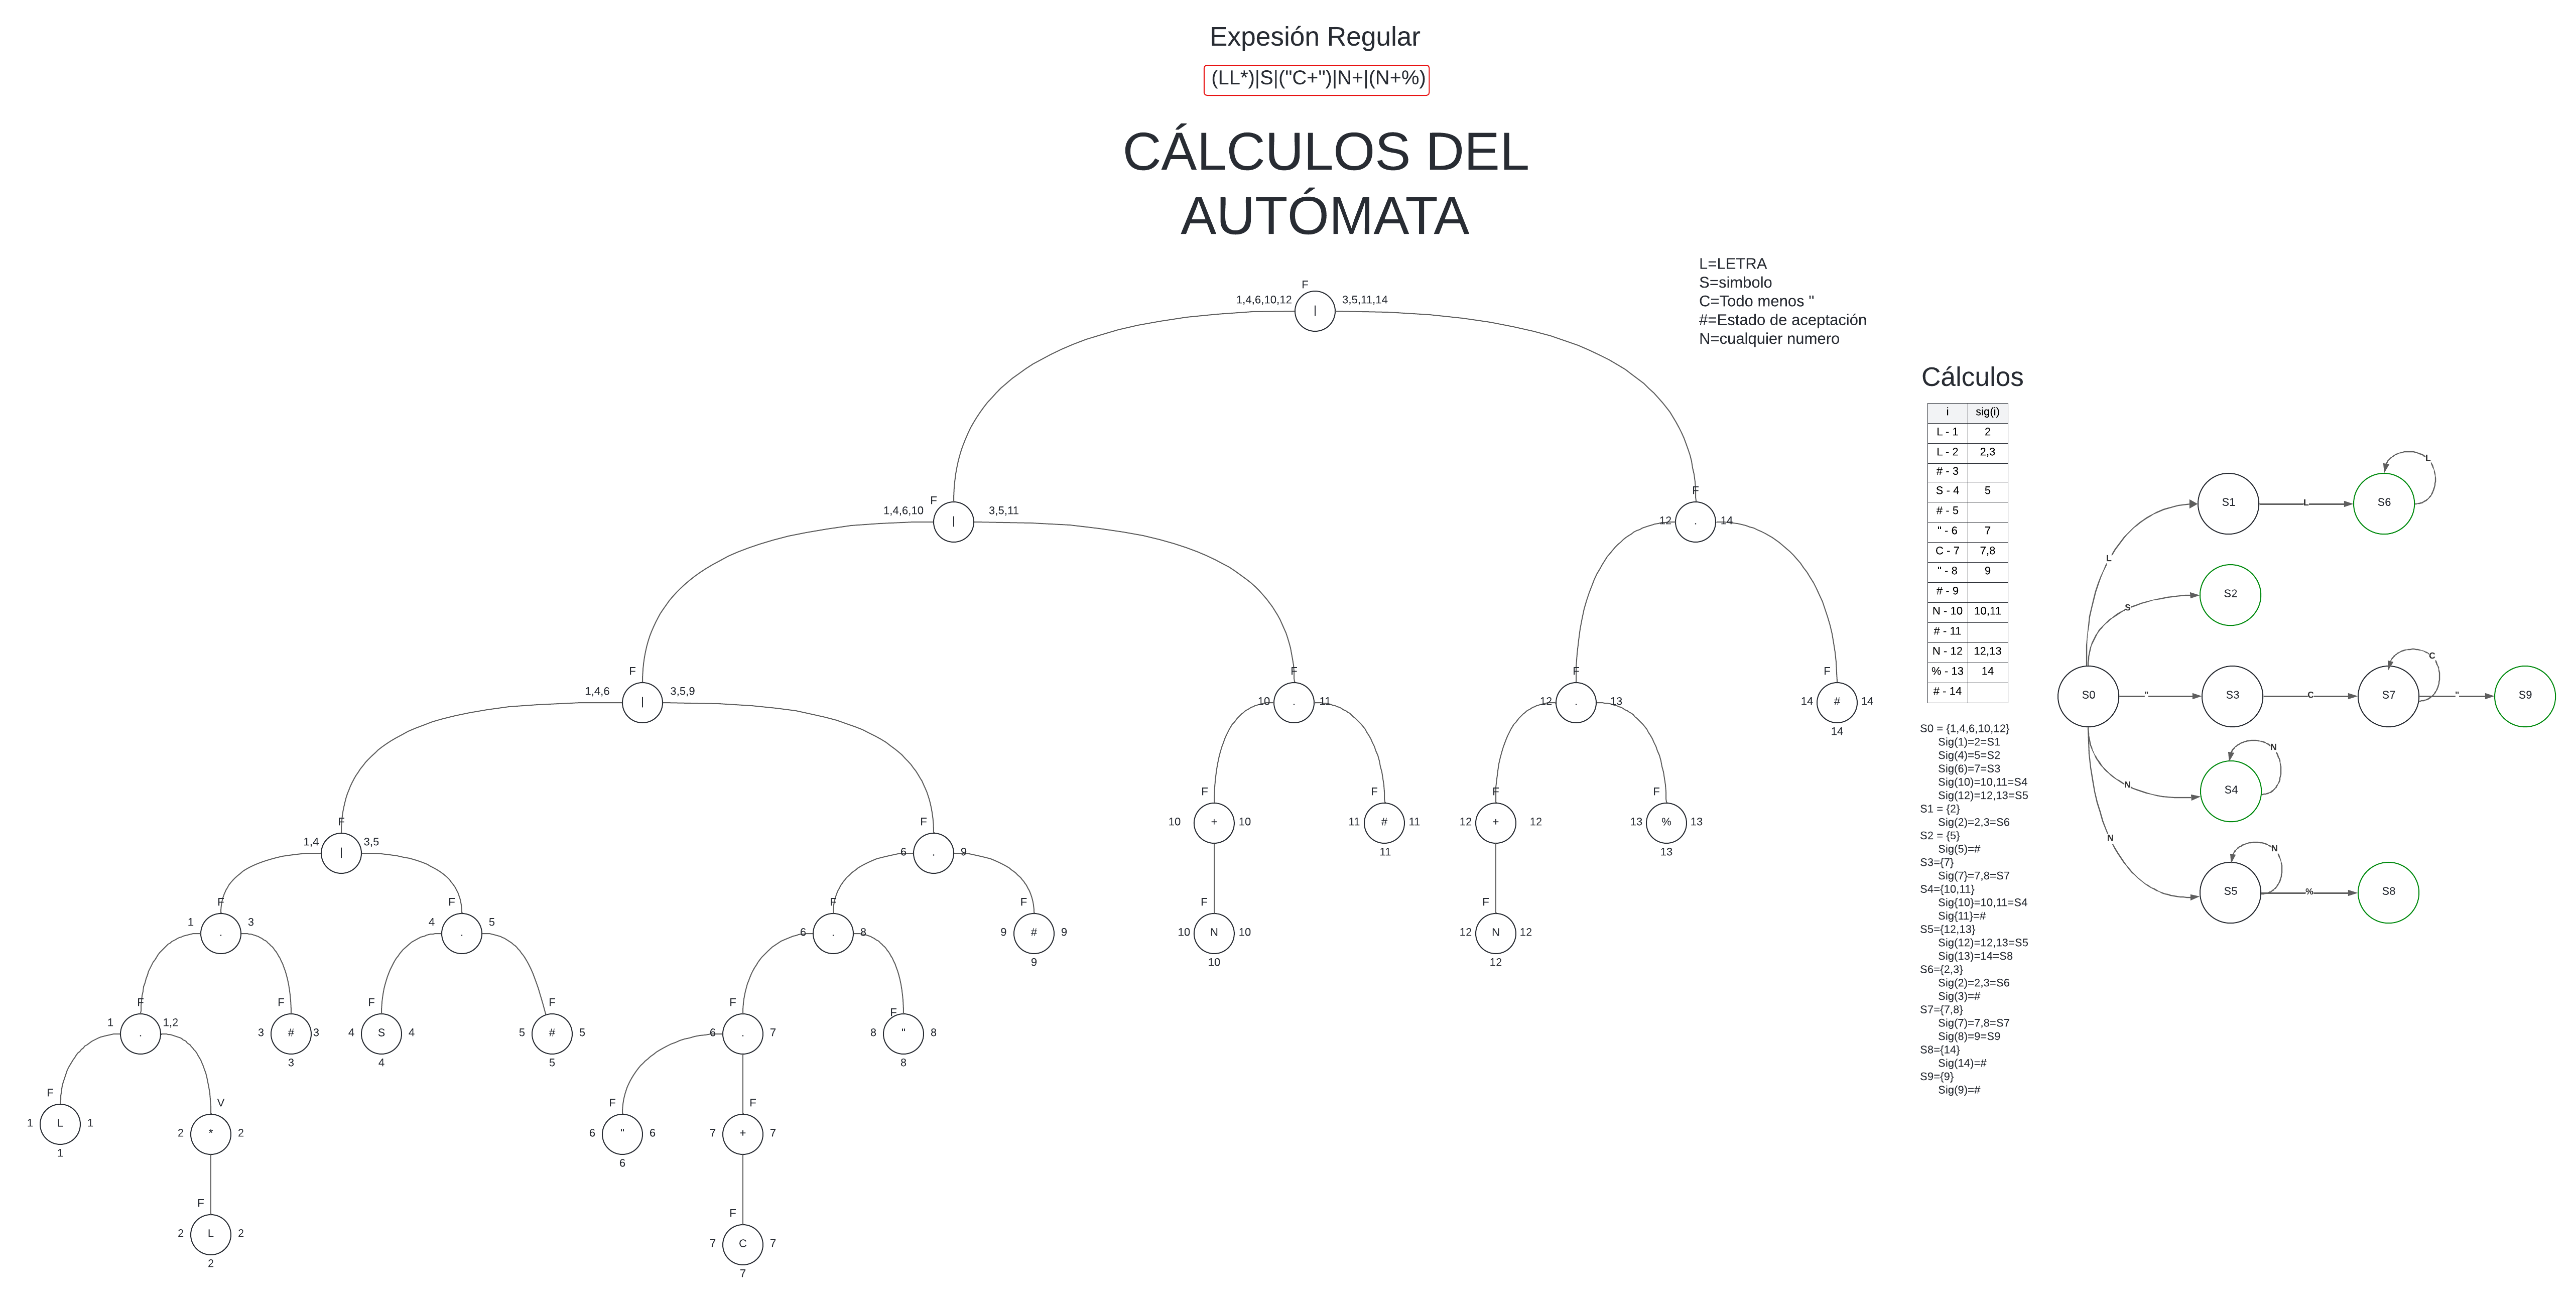 Expesión Regular
(LL*)|S|("C+")|N+|(N+%)
CÁLCULOS DEL
AUTÓMATA
L=LETRA
S=simbolo
C=Todo menos "
#=Estado de aceptación
N=cualquier numero
F
1,4,6,10,12 | 3,5,11,14
F F
1,4,6,10 | 3,5,11 12 . 14
F F F F
1,4,6 | 3,5,9 10 . 11 12 . 13 14 # 14
14
F F F F F F
1,4 | 3,5 6 . 9 10 + 10 11 # 11 12 + 12 13 % 13
11 13
F F F F F F
1 . 3 4 . 5 6 . 8 9 # 9 10 N 10 12 N 12
9 10 12
F F F F F F
1 . 1,2 3 # 3 4 S 4 5 # 5 6 . 7 8 " 8
3 4 5 8
F V F F
1 L 1 2 * 2 6 " 6 7 + 7
1 6
F F
2 L 2 7 C 7
2 7
Cálculos
i sig(i)
L - 1 2
L - 2 2,3
# - 3
S - 4 5
# - 5
" - 6 7
C - 7 7,8
" - 8 9
# - 9
N - 10 10,11
# - 11
N - 12 12,13
% - 13 14
# - 14
S0 = {1,4,6,10,12}
Sig(1)=2=S1
Sig(4)=5=S2
Sig(6)=7=S3
Sig(10)=10,11=S4
Sig(12)=12,13=S5
S1 = {2}
Sig(2)=2,3=S6
S2 = {5}
Sig(5)=#
S3={7}
Sig(7}=7,8=S7
S4={10,11}
Sig{10}=10,11=S4
Sig{11}=#
S5={12,13}
Sig(12)=12,13=S5
Sig(13)=14=S8
S6={2,3}
Sig(2)=2,3=S6
Sig(3)=#
S7={7,8}
Sig(7)=7,8=S7
Sig(8)=9=S9
S8={14}
Sig(14)=#
S9={9}
Sig(9)=#
L
S1 L S6
L
S2
S
C
S0 " S3 C S7 " S9
N
S4
N
N
N
S5 % S8